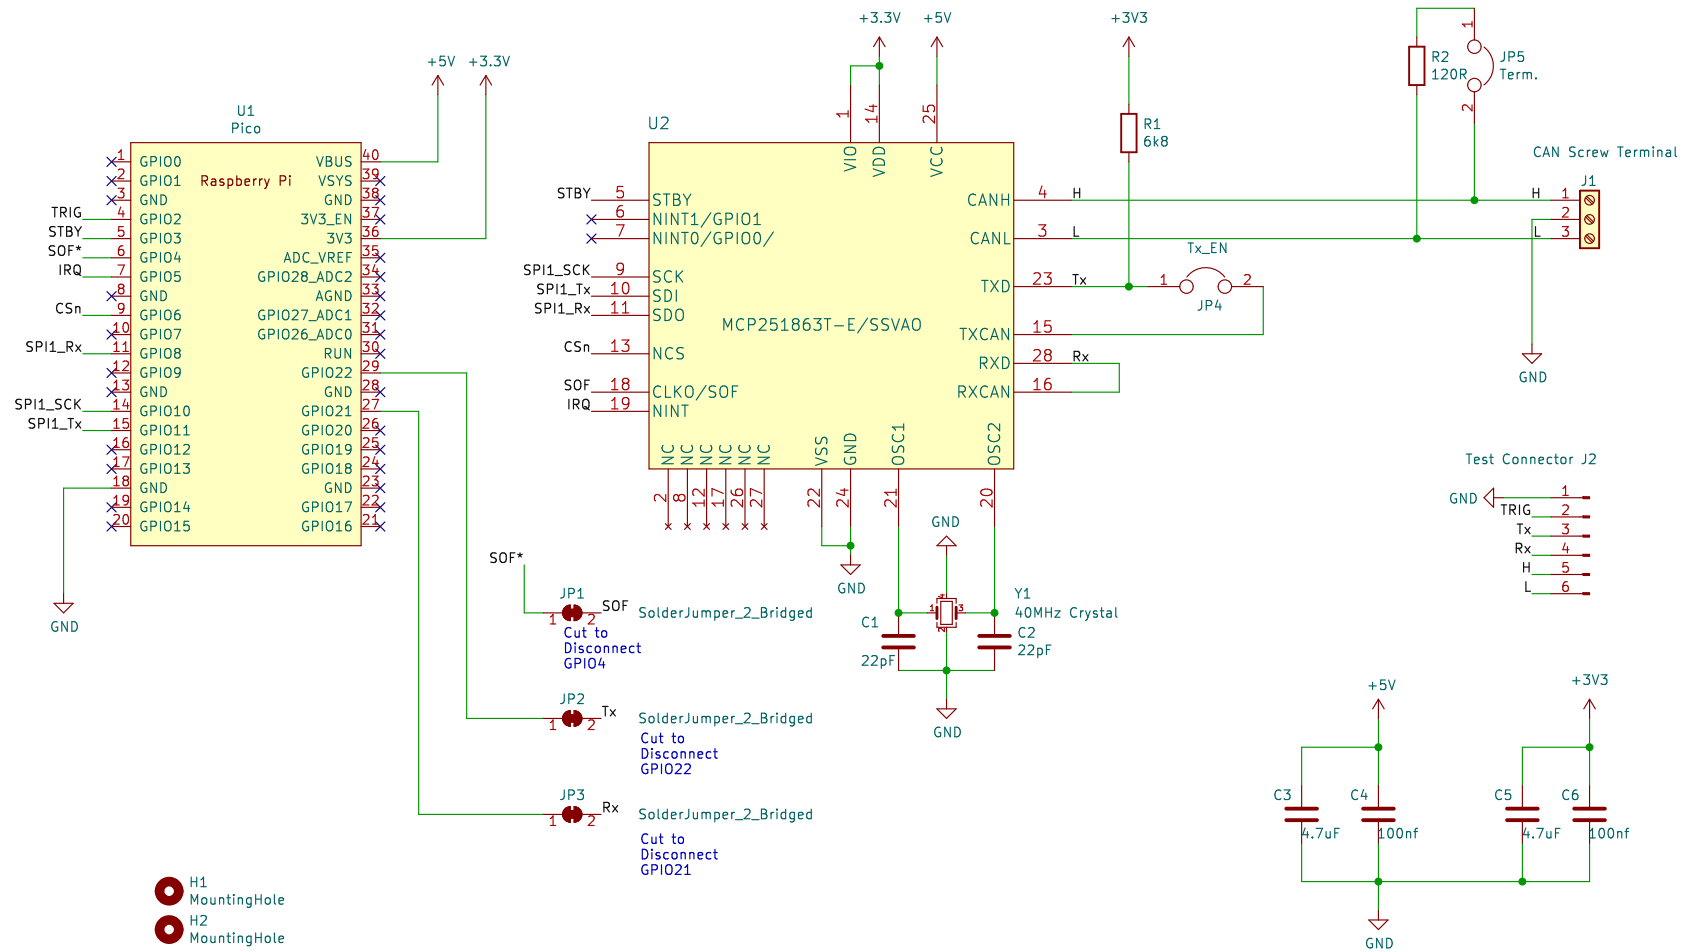 U1
Pico
Raspberry Pi
+5V
+3.3V
1 GPIO0
2 GPIO1
3 GND
TRIG 4 GPIO2
STBY 5 GPIO3
SOF* 6 GPIO4
IRQ 7 GPIO5
8 GND
CSn 9 GPIO6
10 GPIO7
SPI1_Rx 11 GPIO8
12 GPIO9
13 GND
SPI1_SCK 14 GPIO10
SPI1_Tx 15 GPIO11
16 GPIO12
17 GPIO13
18 GND
19 GPIO14
20 GPIO15
VBUS 40
VSYS 39
GND 38
3V3_EN 37
3V3 36
ADC_VREF 35
GPIO28_ADC2 34
AGND 33
GPIO27_ADC1 32
GPIO26_ADC0 31
RUN 30
GPIO22 29
GND 28
GPIO21 27
GPIO20 26
GPIO19 25
GPIO18 24
GND 23
GPIO17 22
GPIO16 21
GND
U2
MCP251863T-E/SSVAO
+3.3V
+5V
1 VIO
14 VDD
25 VCC
STBY 5 STBY
6 NINT1/GPIO1
7 NINT0/GPIO0/
SPI1_SCK 9 SCK
SPI1_Tx 10 SDI
SPI1_Rx 11 SDO
CSn 13 NCS
SOF 18 CLKO/SOF
IRQ 19 NINT
CANH 4 H
CANL 3 L
TXD 23 Tx
TXCAN 15
RXD 28 Rx
RXCAN 16
NC 2
NC 8
NC 12
NC 17
NC 26
NC 27
VSS 22
GND 24
OSC1 21
OSC2 20
GND
+3V3
R1
6k8
Tx_EN
1 2
JP4
R2
120R
1
JP5
Term.
2
CAN Screw Terminal
J1
H 1
2
L 3
GND
Test Connector J2
GND 1
TRIG 2
Tx 3
Rx 4
H 5
L 6
SOF*
JP1
SOF
1 2
SolderJumper_2_Bridged
Cut to
Disconnect
GPIO4
JP2
Tx
1 2
SolderJumper_2_Bridged
Cut to
Disconnect
GPIO22
JP3
Rx
1 2
SolderJumper_2_Bridged
Cut to
Disconnect
GPIO21
GND
4
1 3
2
Y1
40MHz Crystal
C1
22pF
C2
22pF
GND
+5V
+3V3
C3
4.7uF
C4
100nf
C5
4.7uF
C6
100nf
GND
H1
MountingHole
H2
MountingHole